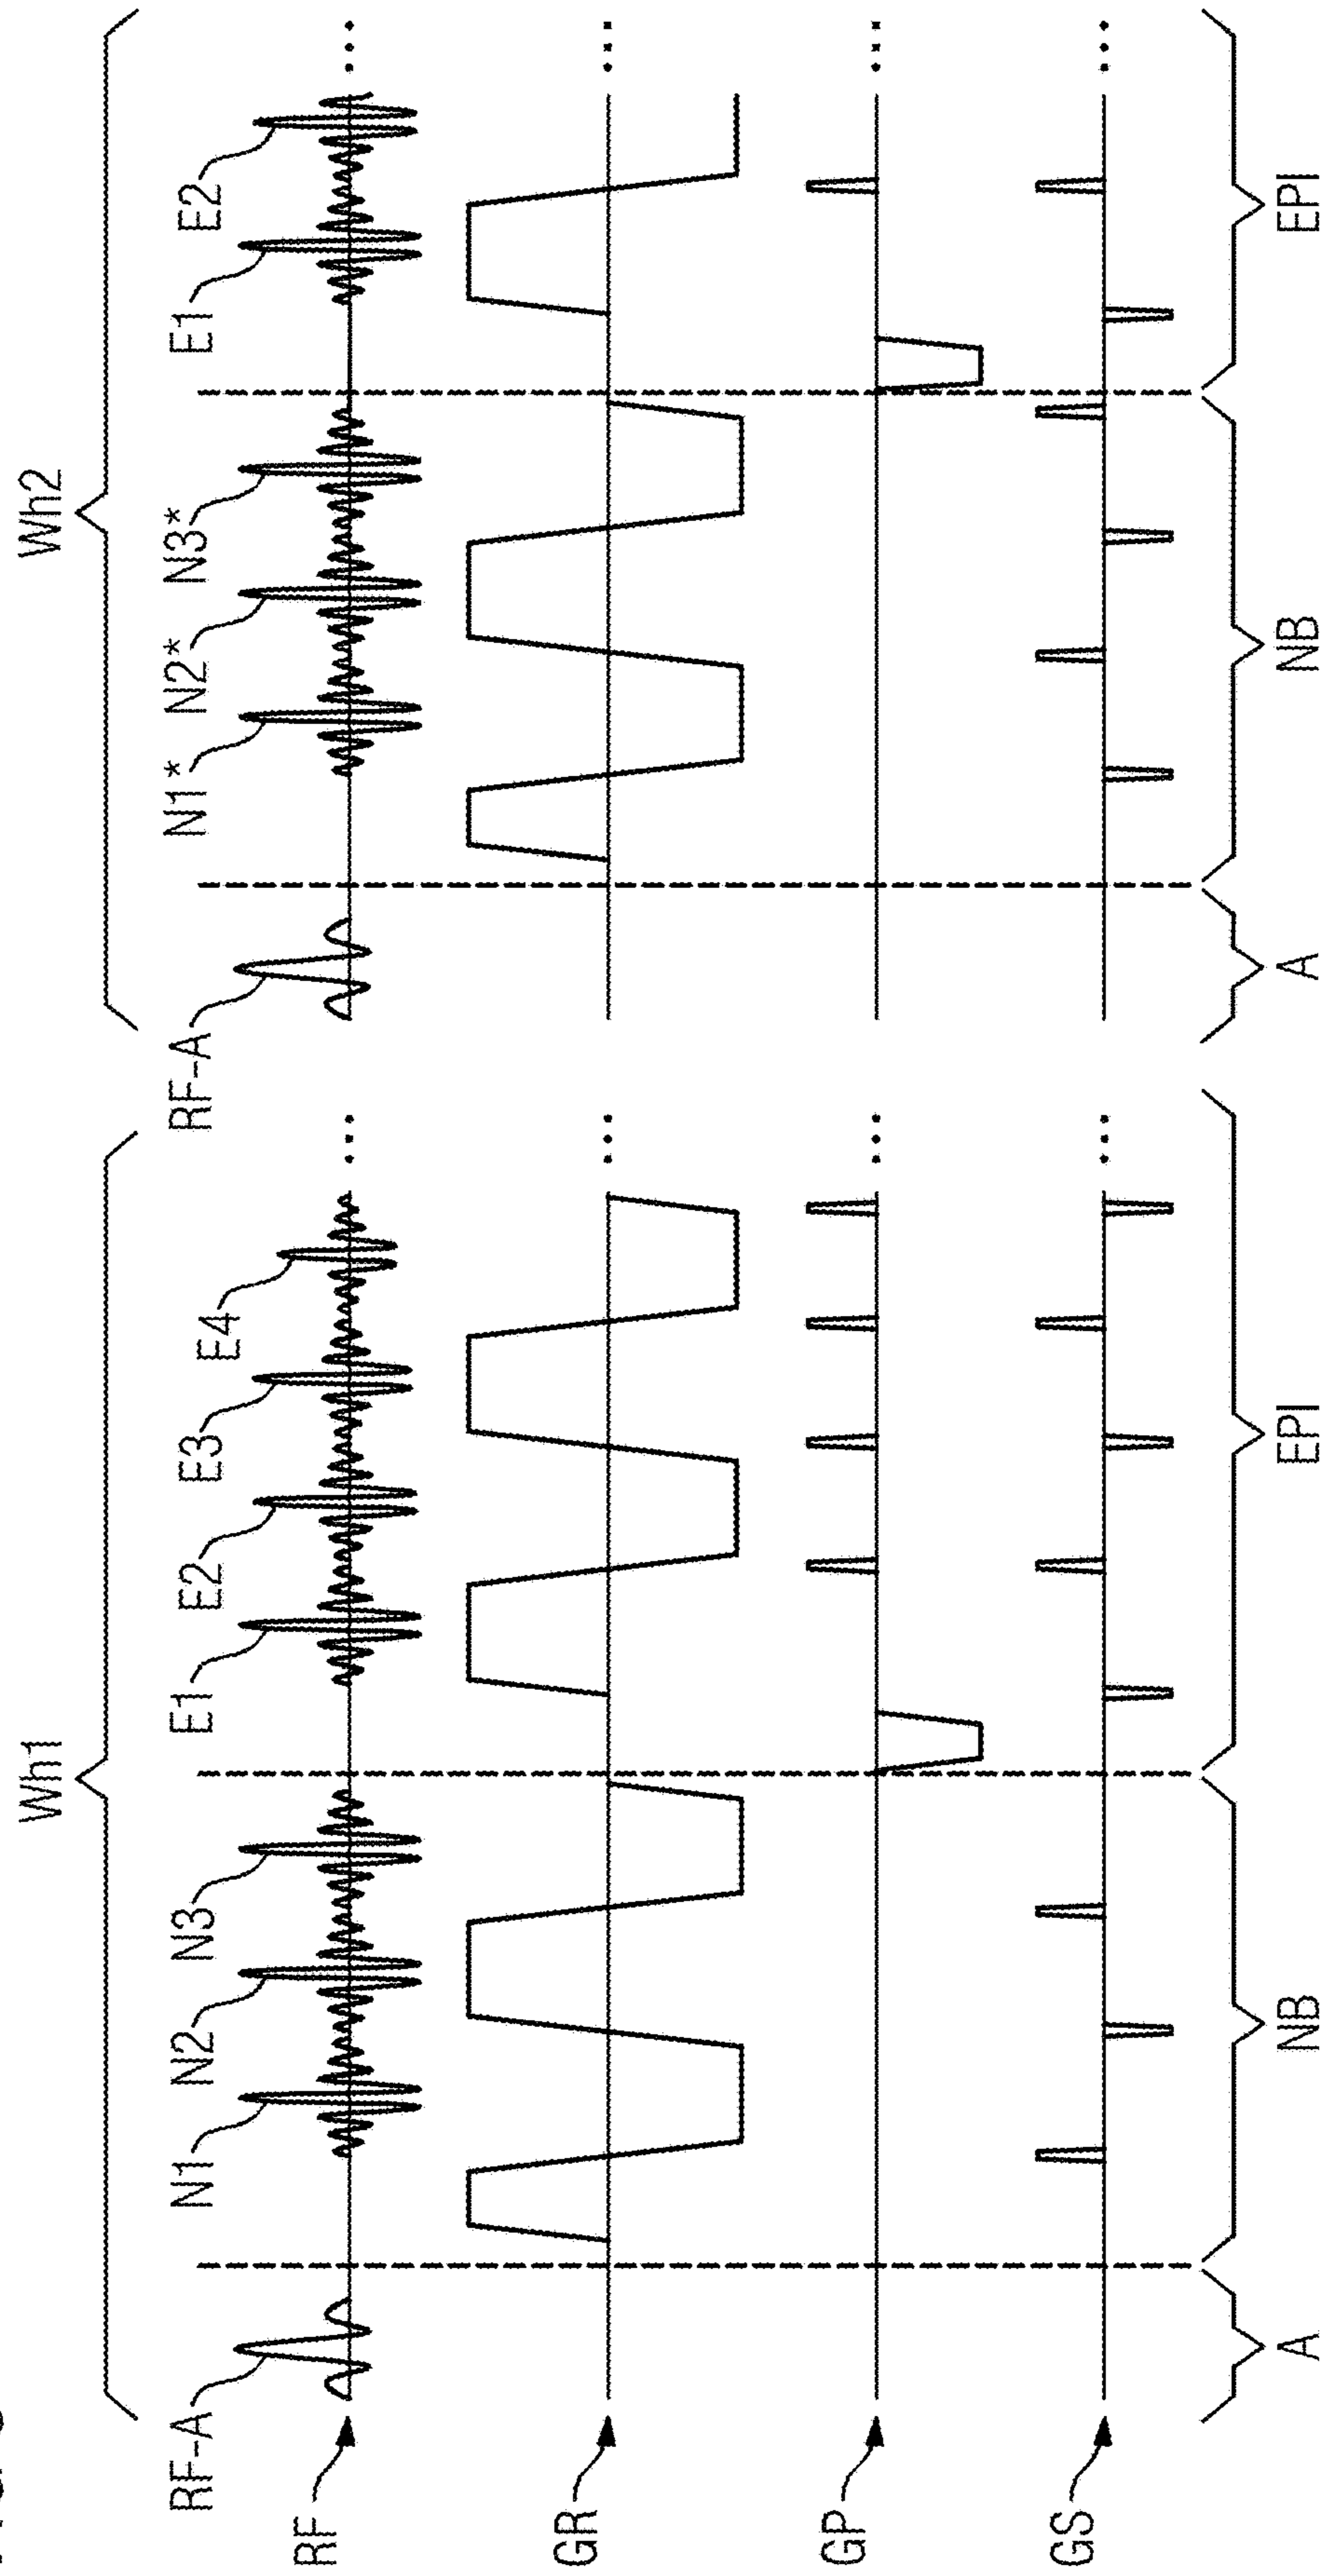 Wh1
Wh2
RF-A
N1
N2
N3
E1
E2
E3
E4
RF-A
N1*
N2*
N3*
E1
E2
RF
GR
GP
GS
A
NB
EPI
A
NB
EPI